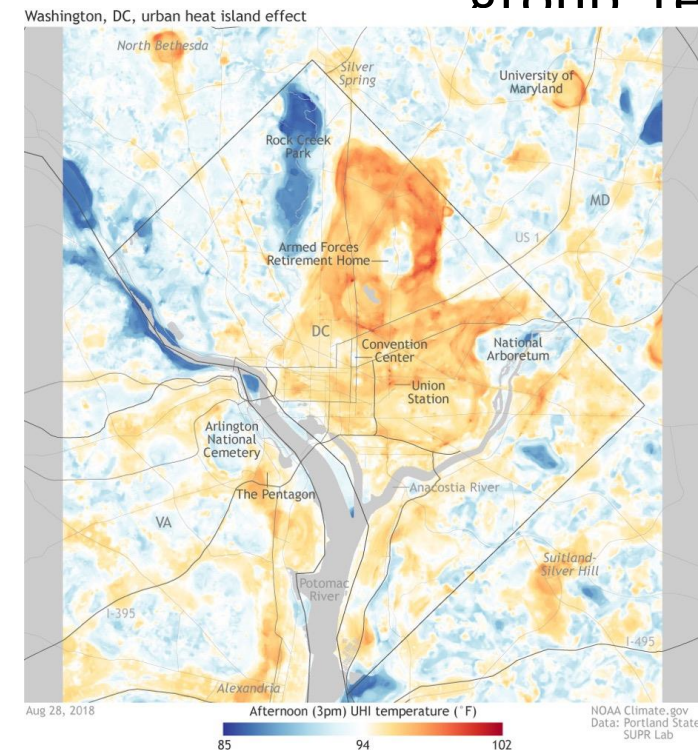 Washington, DC, urban heat island effect
North Bethesda
Silver
Spring
University of
Maryland
Rock Creek
Park
MD
US 1
Armed Forces
Retirement Home
DC
Convention
Center
National
Arboretum
Union
Station
Arlington
National
Cemetery
The Pentagon
Anacostia River
VA
Suitland-
Silver Hill
Potomac
River
I-395
I-495
Alexandria
Aug 28, 2018
Afternoon (3pm) UHI temperature (°F)
NOAA Climate.gov
Data: Portland State
SUPR Lab
85
94
102